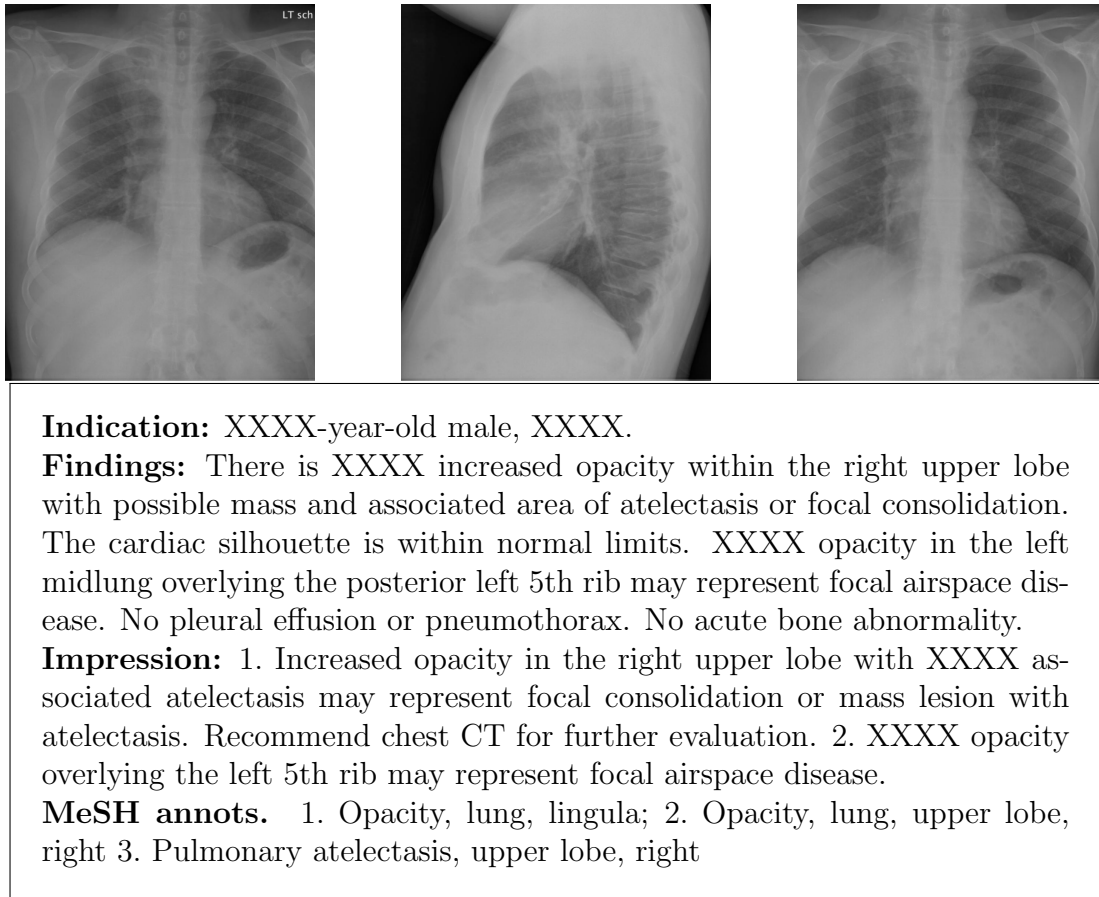 LT sch
Indication: XXXX-year-old male, XXXX.
Findings: There is XXXX increased opacity within the right upper lobe
with possible mass and associated area of atelectasis or focal consolidation.
The cardiac silhouette is within normal limits. XXXX opacity in the left
midlung overlying the posterior left 5th rib may represent focal airspace dis-
ease. No pleural effusion or pneumothorax. No acute bone abnormality.
Impression: 1. Increased opacity in the right upper lobe with XXXX as-
sociated atelectasis may represent focal consolidation or mass lesion with
atelectasis. Recommend chest CT for further evaluation. 2. XXXX opacity
overlying the left 5th rib may represent focal airspace disease.
MeSH annots. 1. Opacity, lung, lingula; 2. Opacity, lung, upper lobe,
right 3. Pulmonary atelectasis, upper lobe, right